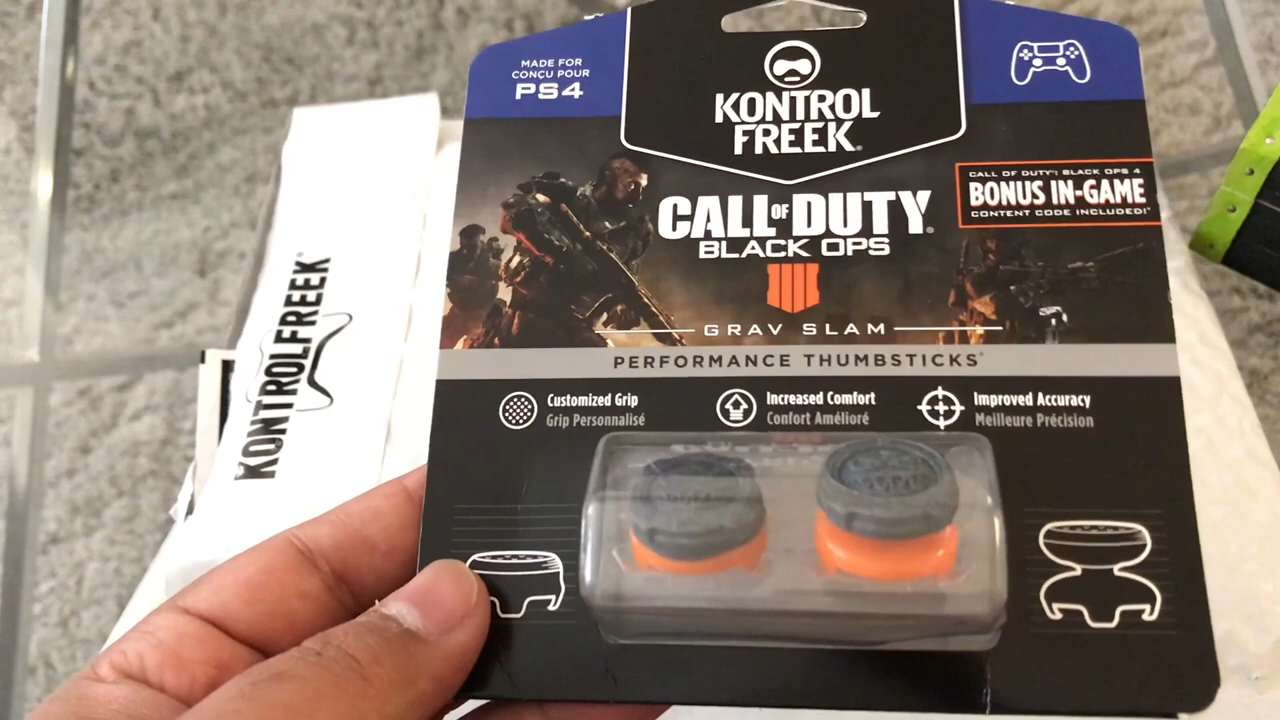 MADE FOR
CONÇU POUR
PS4
KONTROL
FREEK®
CALL OF DUTY: BLACK OPS 4
BONUS IN-GAME
CONTENT CODE INCLUDED!*
CALL OF DUTY®
BLACK OPS
IIII
GRAV SLAM
PERFORMANCE THUMBSTICKS®
Customized Grip
Grip Personnalisé
Increased Comfort
Confort Amélioré
Improved Accuracy
Meilleure Précision
KONTROLFREEK®